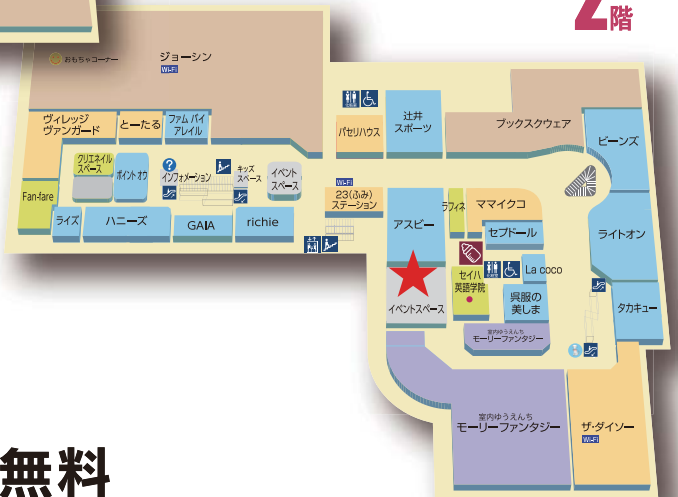 2階
おもちゃコーナー
ジョーシン
Wi-Fi
ヴィレッジ
ヴァンガード
とーたる
ファム バイ
アレイル
パセリハウス
辻井
スポーツ
ブックスクウェア
ビーンズ
クリエネイル
スペース
ポイント オウ
?
インフォメーション
キッズ
スペース
イベント
スペース
Wi-Fi
23(ふみ)
ステーション
Fan-fare
ライズ
ハニーズ
GAIA
richie
アスビー
ラフィネ
ママイクコ
セブドール
ライトオン
セイハ
英語学院
La coco
呉服の
美しま
イベントスペース
タカキュー
室内ゆうえんち
モーリーファンタジー
室内ゆうえんち
モーリーファンタジー
ザ・ダイソー
Wi-Fi
無料